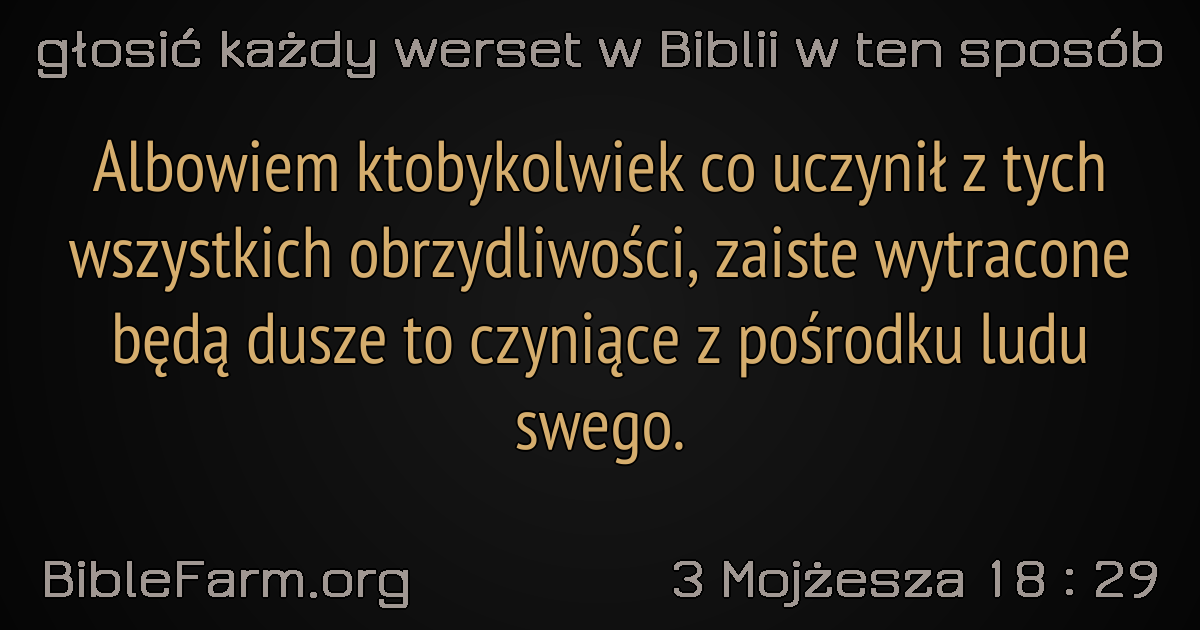 głosić każdy werset w Biblii w ten sposób
Albowiem ktobykolwiek co uczynił z tych
wszystkich obrzydliwości, zaiste wytracone
będą dusze to czyniące z pośrodku ludu
swego.
BibleFarm.org
3 Mojżesza 18 : 29